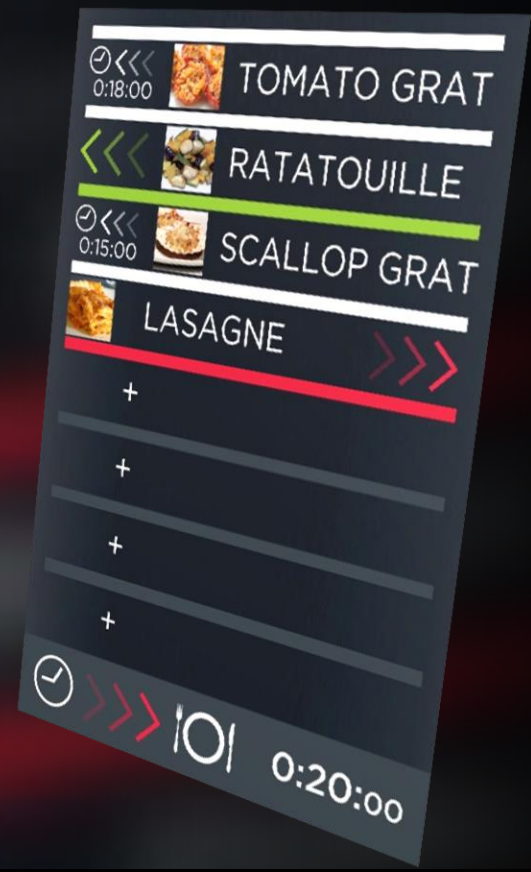 TOMATO GRAT
0:18:00
RATATOUILLE
SCALLOP GRAT
0:15:00
LASAGNE
+
+
+
+
0:20:00